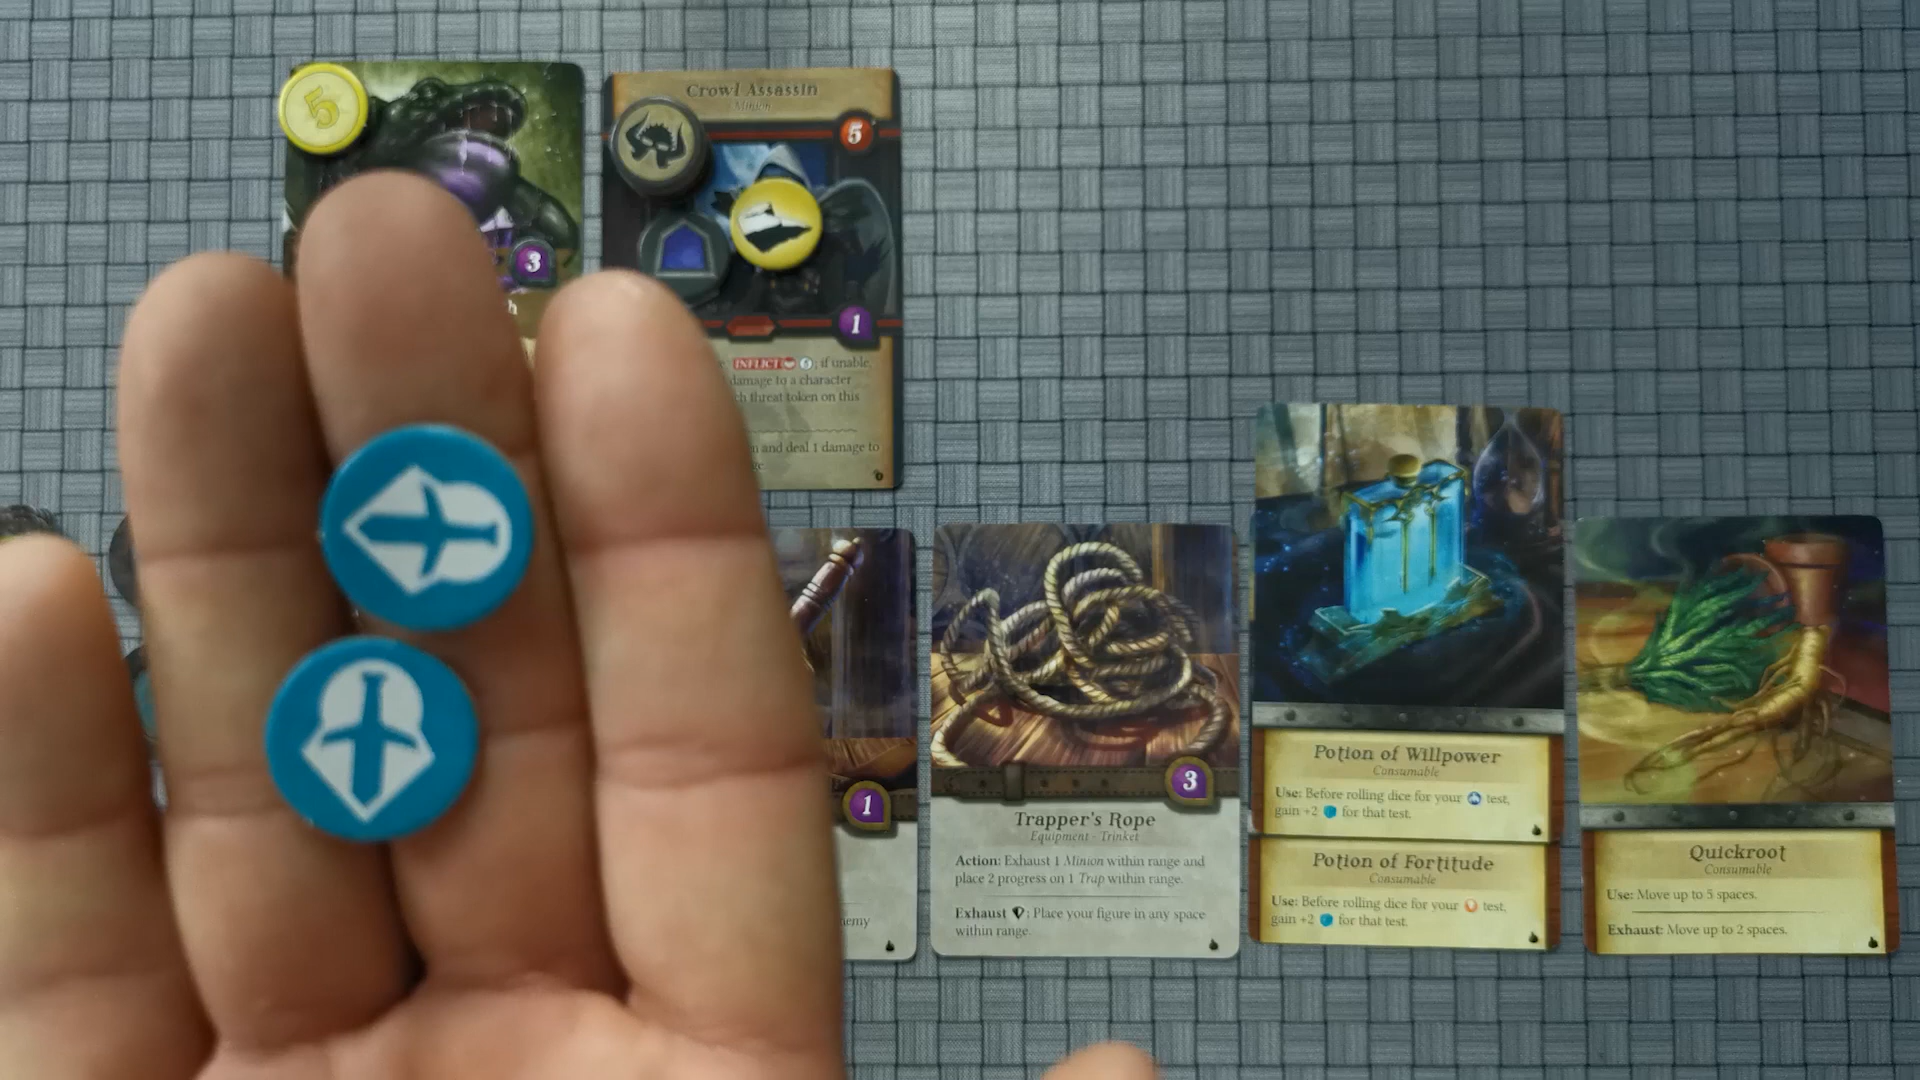 5
3
h
Crowl Assassin
Minion
5
1
INFLICT ; if unable,
damage to a character
ch threat token on this
n and deal 1 damage to
ge.
1
emy
3
Trapper's Rope
Equipment - Trinket
Action: Exhaust 1 Minion within range and
place 2 progress on 1 Trap within range.
Exhaust : Place your figure in any space
within range.
Potion of Willpower
Consumable
Use: Before rolling dice for your test,
gain +2 for that test.
Potion of Fortitude
Consumable
Use: Before rolling dice for your test,
gain +2 for that test.
Quickroot
Consumable
Use: Move up to 5 spaces.
Exhaust: Move up to 2 spaces.